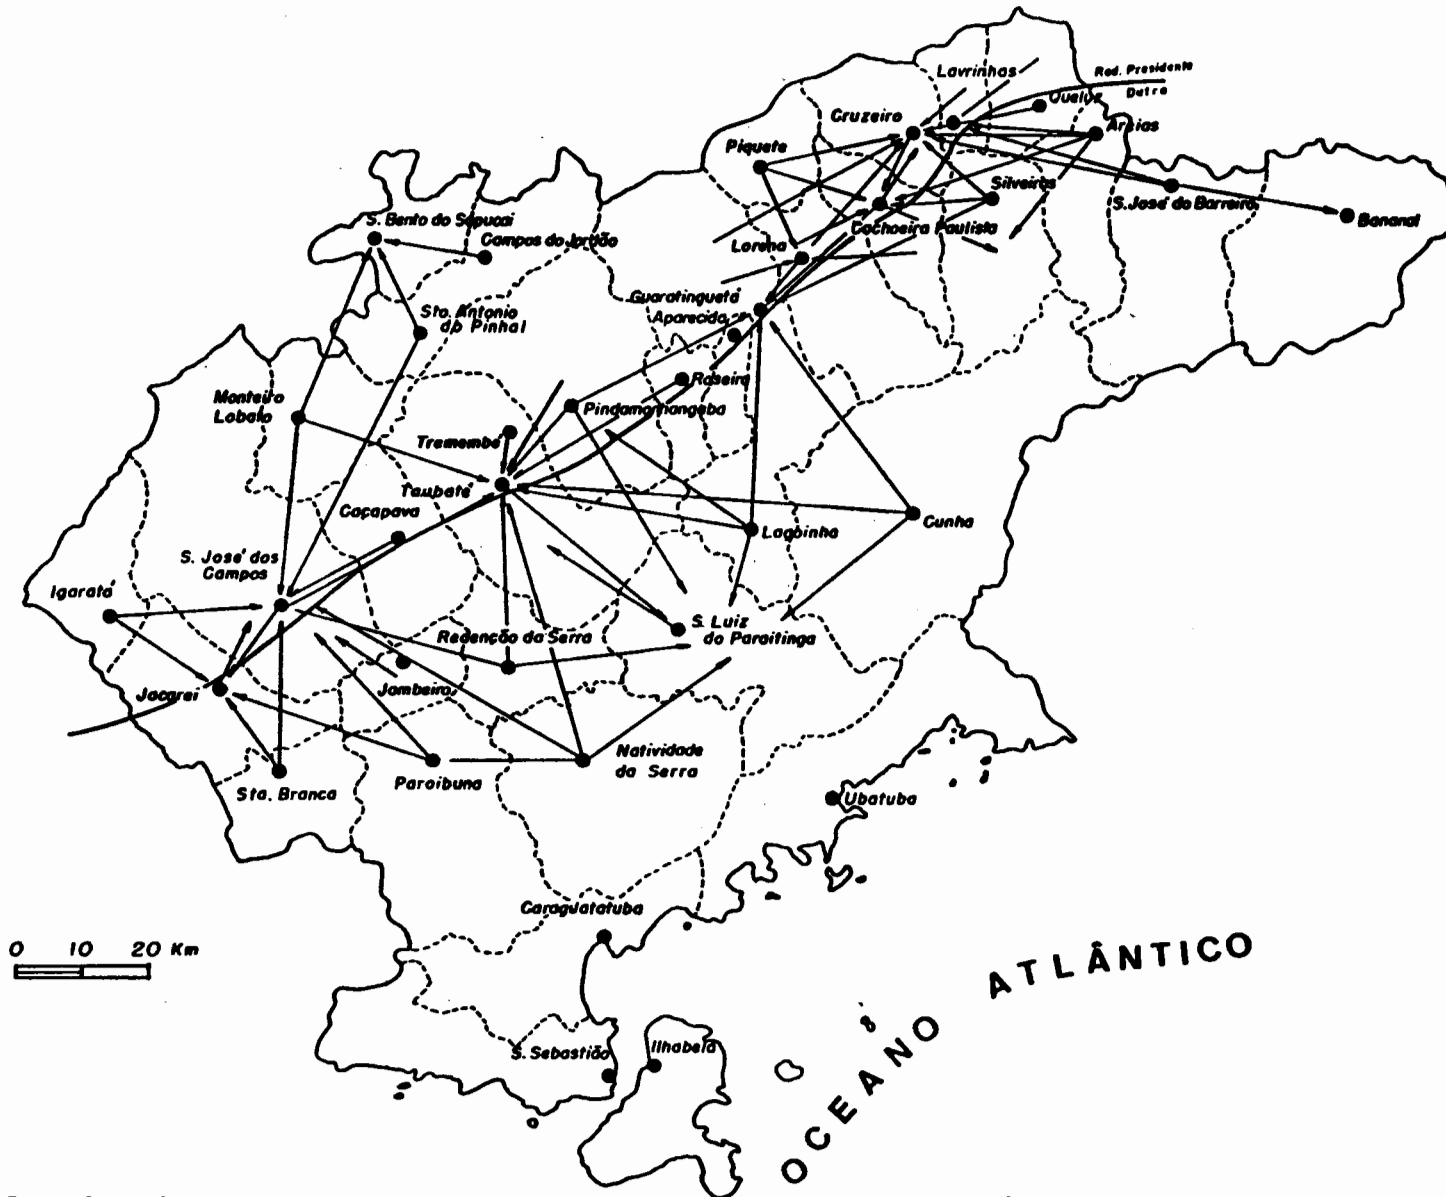 Lavrinhas
Rod. Presidente
Dutra
Queluz
Cruzeiro
Areias
Piquete
Silveiras
S. José do Barreiro
Bananal
S. Bento do Sapucai
Campos do Jordão
Cachoeira Paulista
Lorena
Guaratinguetá
Aparecida
Sto. Antonio
do Pinhal
Roseira
Monteiro
Lobato
Pindamonhangaba
Tremembé
Taubaté
Caçapava
Cunha
Lagoinha
S. José dos
Campos
Igaratá
S. Luiz
do Paraitinga
Redenção da Serra
Jambeiro
Jacarei
Natividade
da Serra
Paraibuna
Sta. Branca
Ubatuba
Caraguatatuba
0 10 20 Km
OCEANO ATLÂNTICO
S. Sebastião
Ilhabela